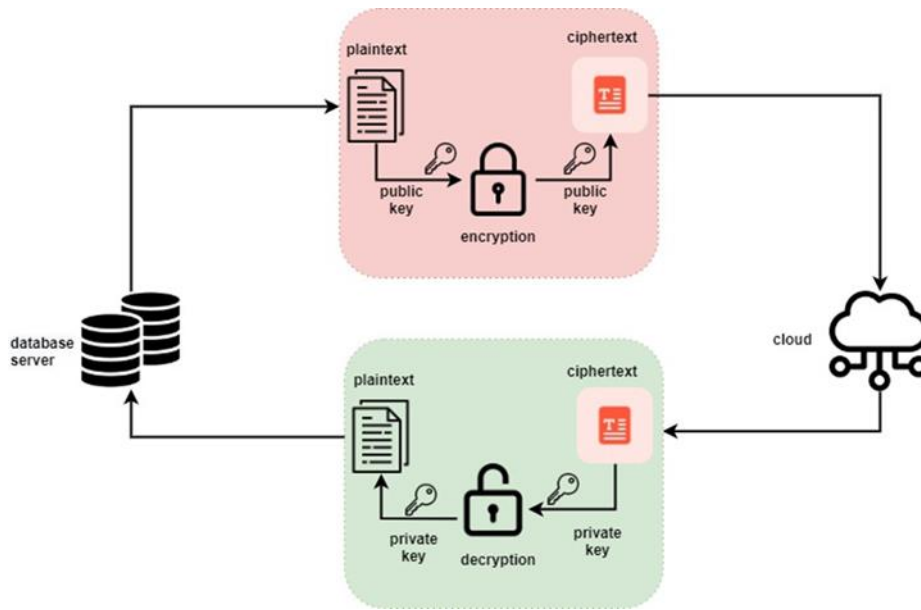 plaintext
ciphertext
T
public
key
public
key
encryption
database
server
cloud
plaintext
ciphertext
T
private
key
private
key
decryption